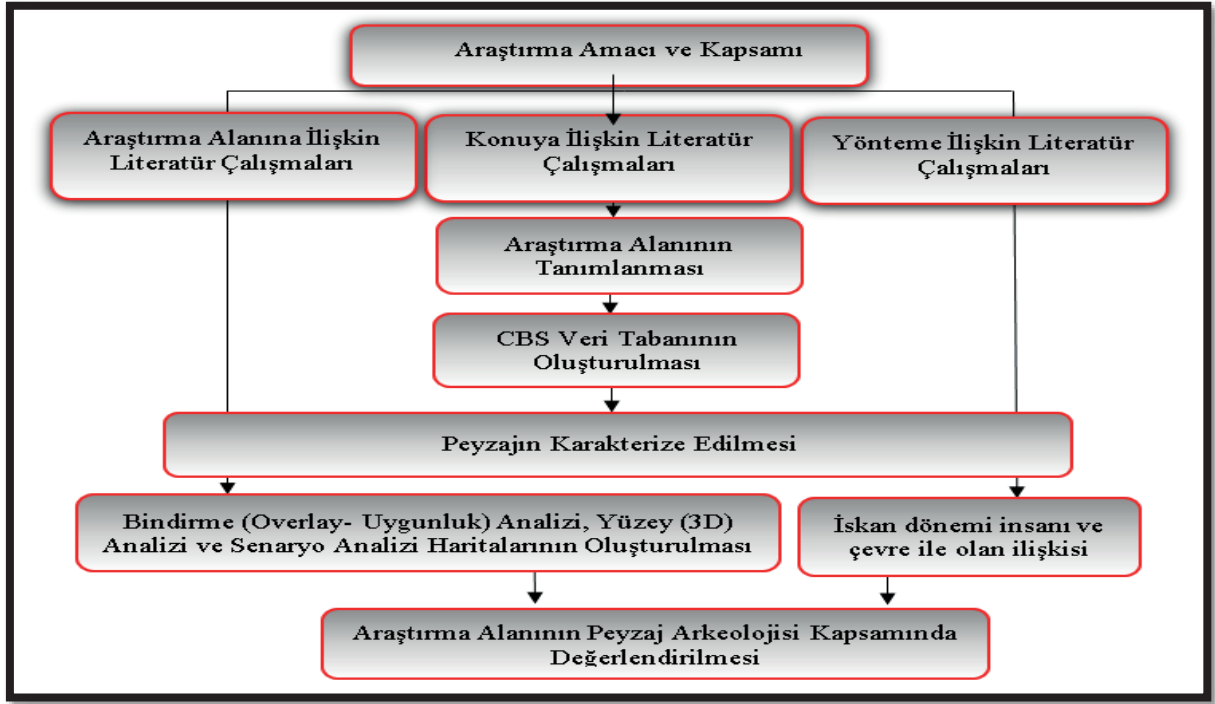 Araştırma Amacı ve Kapsamı
Araştırma Alanına İlişkin
Literatür Çalışmaları
Konuya İlişkin Literatür
Çalışmaları
Yönteme İlişkin Literatür
Çalışmaları
Araştırma Alanının
Tanımlanması
CBS Veri Tabanının
Oluşturulması
Peyzajın Karakterize Edilmesi
Bindirme (Overlay- Uygunluk) Analizi, Yüzey (3D)
Analizi ve Senaryo Analizi Haritalarının Oluşturulması
İskan dönemi insanı ve
çevre ile olan ilişkisi
Araştırma Alanının Peyzaj Arkeolojisi Kapsamında
Değerlendirilmesi